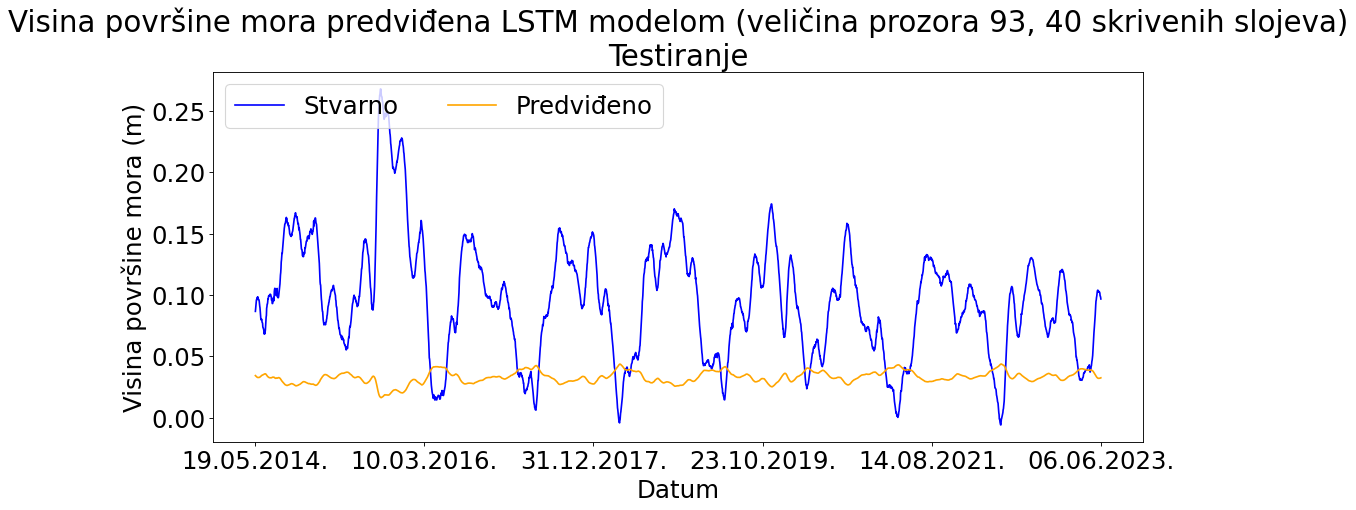 Visina površine mora predviđena LSTM modelom (veličina prozora 93, 40 skrivenih slojeva)
Testiranje
Stvarno Predviđeno
Visina površine mora (m)
0.25
0.20
0.15
0.10
0.05
0.00
19.05.2014. 10.03.2016. 31.12.2017. 23.10.2019. 14.08.2021. 06.06.2023.
Datum